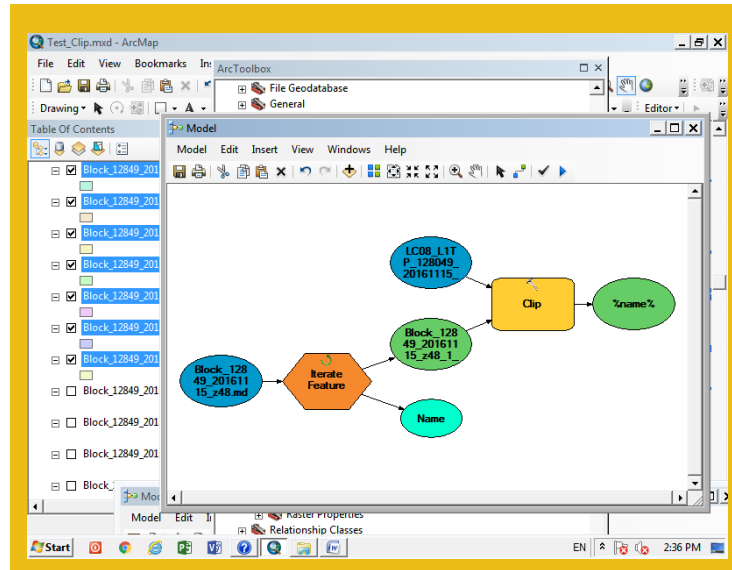 Test_Clip.mxd - ArcMap
File Edit View Bookmarks In
ArcToolbox
File Geodatabase
General
Drawing
A
Editor
Table Of Contents
Model
Model Edit Insert View Windows Help
Block_12849_201
Block_12849_201
Block_12849_201
Block_12849_201
Block_12849_201
Block_12849_201
Block_12849_201
Block_12849_201
Block_12849_201
Block_12849_201
Block_
LC08_L1T
P_128049_
20161115_
Clip
%name%
Block_128
49_201611
15_z48_1_
Block_128
49_201611
15_z48.md
Iterate
Feature
Name
Mod
Model Edit I
Raster Properties
Relationship Classes
Start
EN
2:36 PM